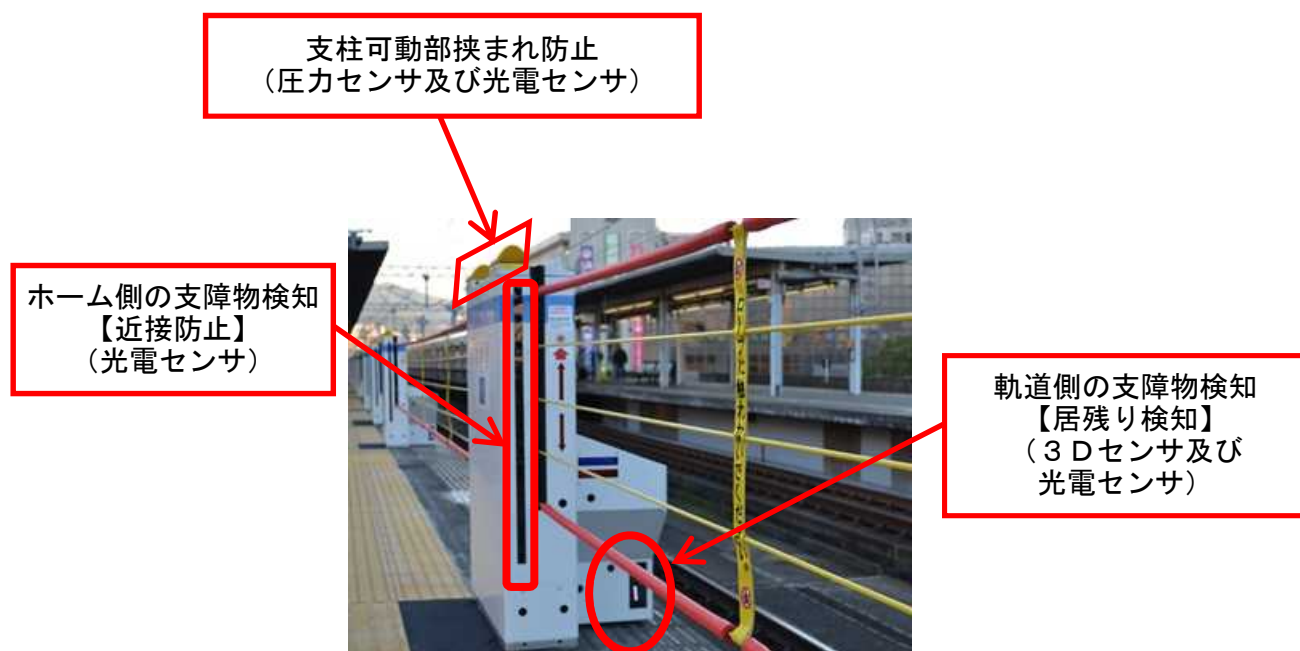 支柱可動部挟まれ防止
（圧力センサ及び光電センサ）
ホーム側の支障物検知
【近接防止】
（光電センサ）
軌道側の支障物検知
【居残り検知】
（３Ｄセンサ及び
光電センサ）